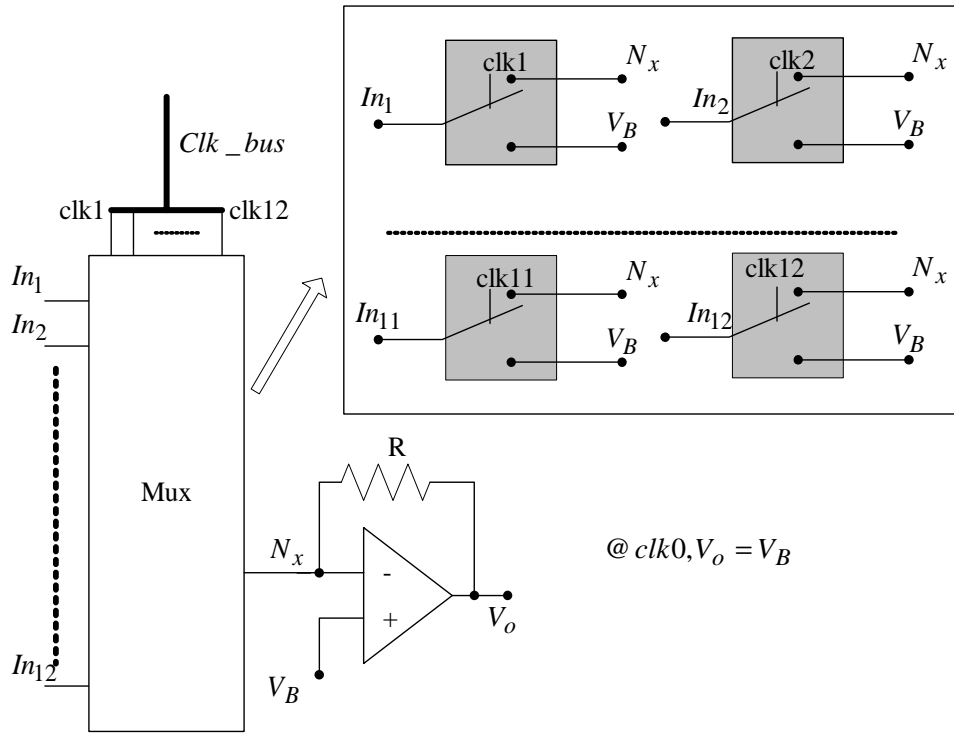 Clk _ bus
clk1
clk12
In1
In2
In12
Mux
Nx
R
-
+
VB
Vo
@ clk0, Vo = VB
clk1
In1
Nx
VB
clk2
In2
Nx
VB
clk11
In11
Nx
VB
clk12
In12
Nx
VB